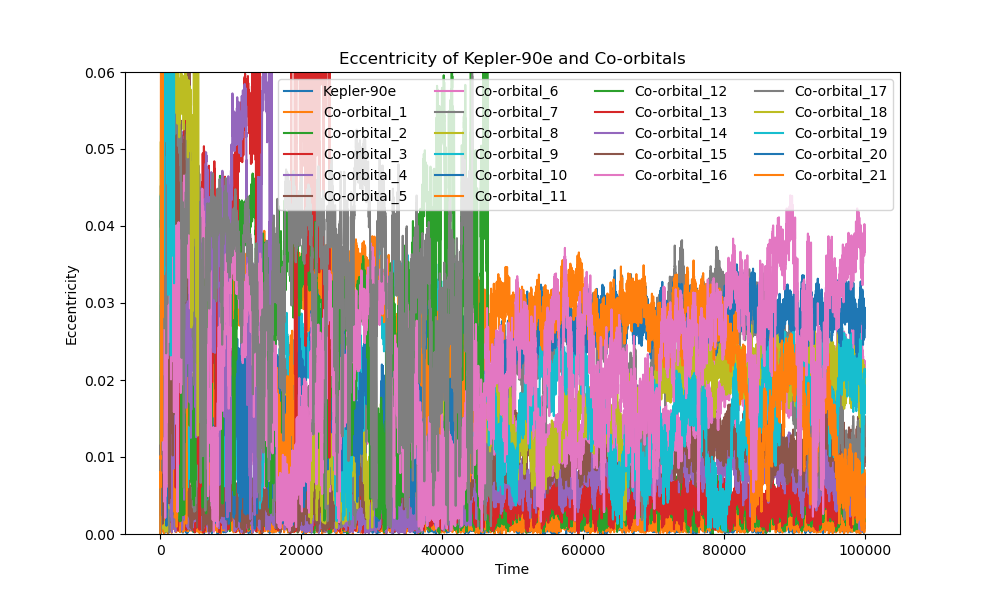 Eccentricity of Kepler-90e and Co-orbitals
0.06
0.05
0.04
0.03
0.02
0.01
0.00
Eccentricity
0 20000 40000 60000 80000 100000
Time
Kepler-90e
Co-orbital_1
Co-orbital_2
Co-orbital_3
Co-orbital_4
Co-orbital_5
Co-orbital_6
Co-orbital_7
Co-orbital_8
Co-orbital_9
Co-orbital_10
Co-orbital_11
Co-orbital_12
Co-orbital_13
Co-orbital_14
Co-orbital_15
Co-orbital_16
Co-orbital_17
Co-orbital_18
Co-orbital_19
Co-orbital_20
Co-orbital_21